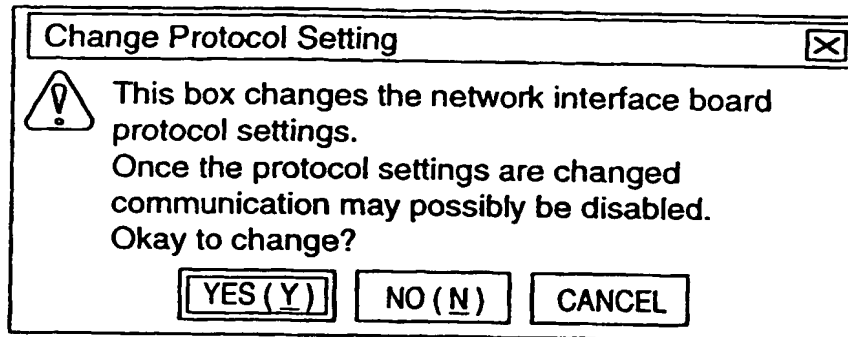 Change Protocol Setting
This box changes the network interface board
protocol settings.
Once the protocol settings are changed
communication may possibly be disabled.
Okay to change?
YES ( Y ) NO ( N ) CANCEL